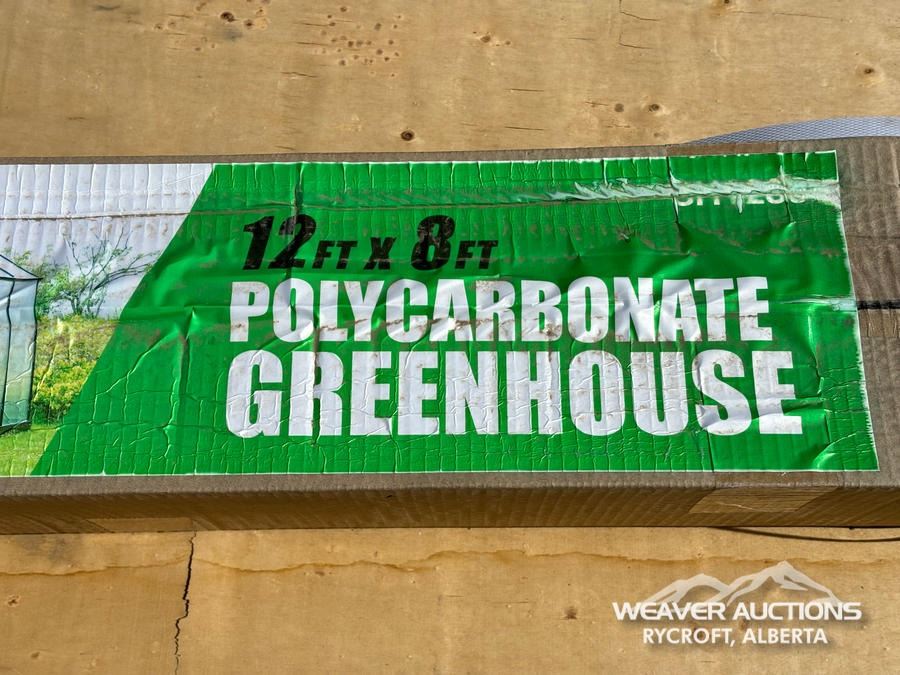 12FT X 8FT
POLYCARBONATE
GREENHOUSE
WEAVER AUCTIONS
RYCROFT, ALBERTA